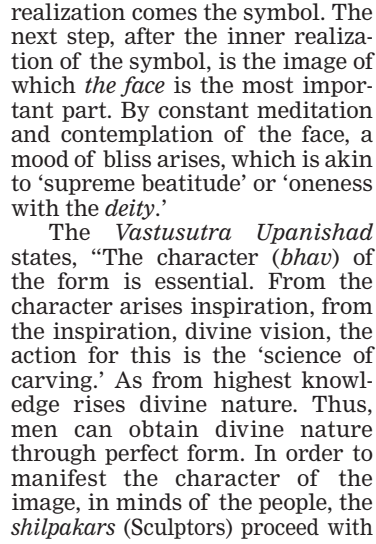 realization comes the symbol. The
next step, after the inner realiza-
tion of the symbol, is the image of
which the face is the most impor-
tant part. By constant meditation
and contemplation of the face, a
mood of bliss arises, which is akin
to ‘supreme beatitude’ or ‘oneness
with the deity.’
The Vastusutra Upanishad
states, “The character (bhav) of
the form is essential. From the
character arises inspiration, from
the inspiration, divine vision, the
action for this is the ‘science of
carving.’ As from highest knowl-
edge rises divine nature. Thus,
men can obtain divine nature
through perfect form. In order to
manifest the character of the
image, in minds of the people, the
shilpakars (Sculptors) proceed with